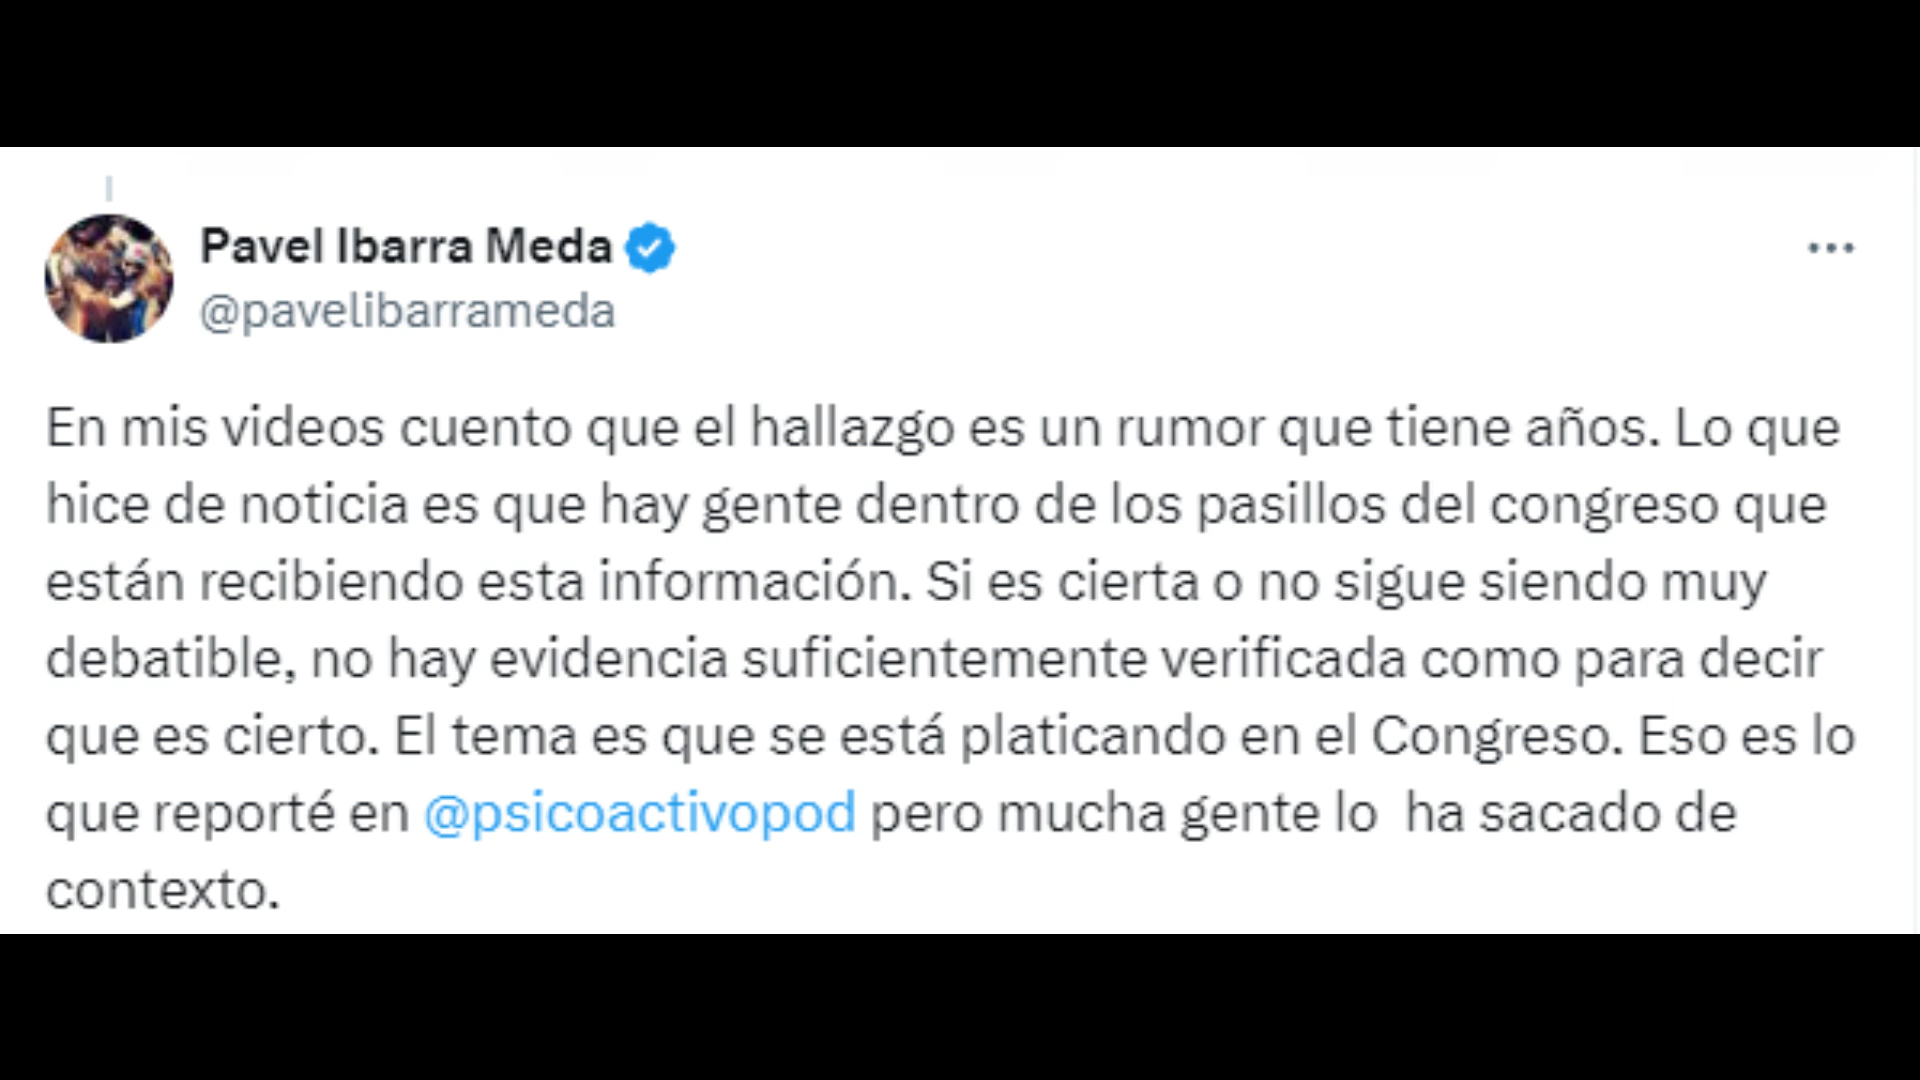 Pavel Ibarra Meda
@pavelibarrameda
En mis videos cuento que el hallazgo es un rumor que tiene años. Lo que
hice de noticia es que hay gente dentro de los pasillos del congreso que
están recibiendo esta información. Si es cierta o no sigue siendo muy
debatible, no hay evidencia suficientemente verificada como para decir
que es cierto. El tema es que se está platicando en el Congreso. Eso es lo
que reporté en @psicoactivopod pero mucha gente lo  ha sacado de
contexto.